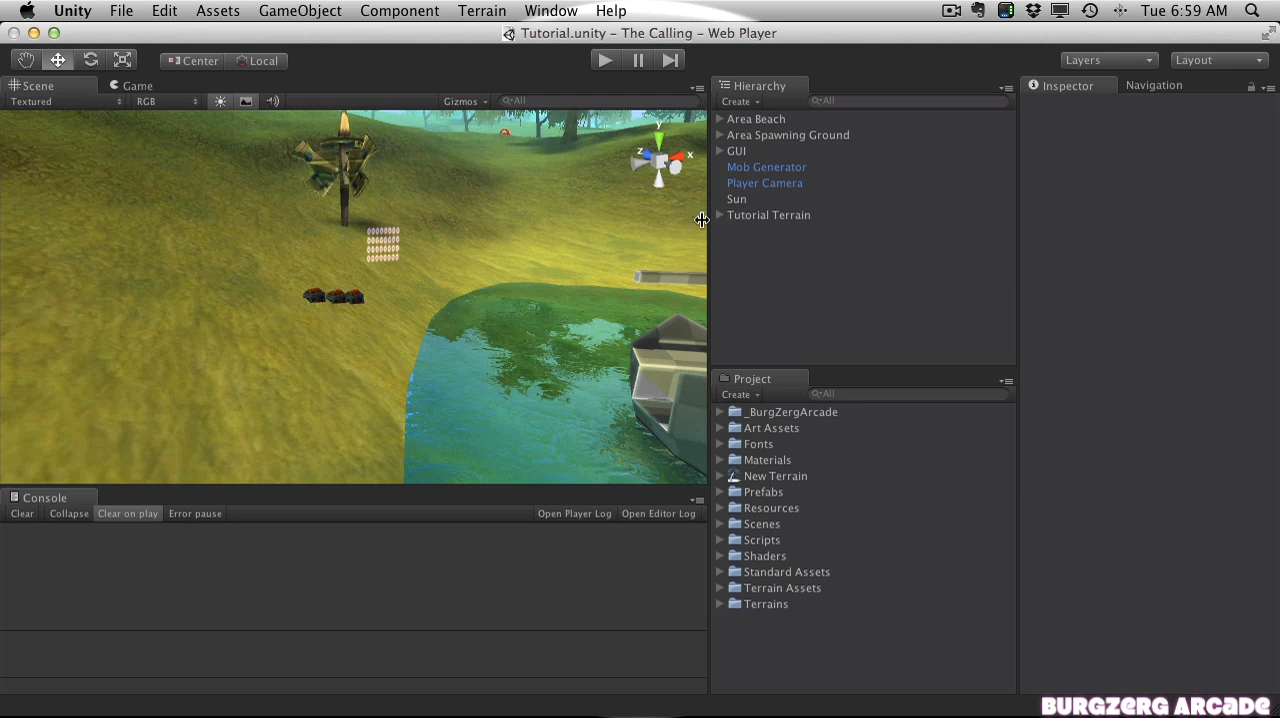 Unity File Edit Assets GameObject Component Terrain Window Help Tue 6:59 AM
Tutorial.unity – The Calling – Web Player
Center Local Layers Layout
Scene Game
Textured RGB Gizmos All
y
z x
Console
Clear Collapse Clear on play Error pause Open Player Log Open Editor Log
Hierarchy
Create All
Area Beach
Area Spawning Ground
GUI
Mob Generator
Player Camera
Sun
Tutorial Terrain
Project
Create All
_BurgZergArcade
Art Assets
Fonts
Materials
New Terrain
Prefabs
Resources
Scenes
Scripts
Shaders
Standard Assets
Terrain Assets
Terrains
Inspector Navigation
BURGZERG ARCADE